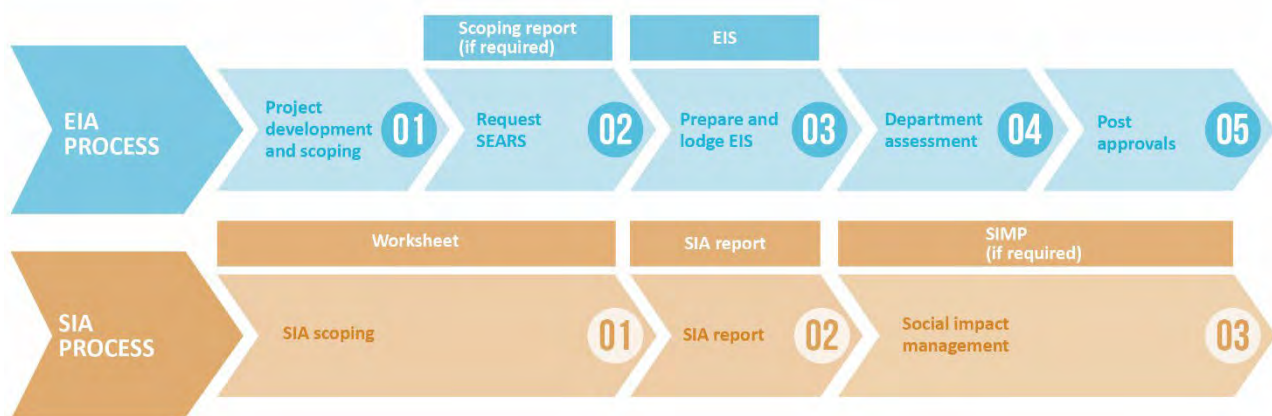 Scoping report
(if required)
EIS
EIA
PROCESS
Project
development
and scoping
01
Request
SEARS
02
Prepare and
lodge EIS
03
Department
assessment
04
Post
approvals
05
Worksheet
SIA report
SIMP
(if required)
SIA
PROCESS
SIA scoping
01
SIA report
02
Social impact
management
03